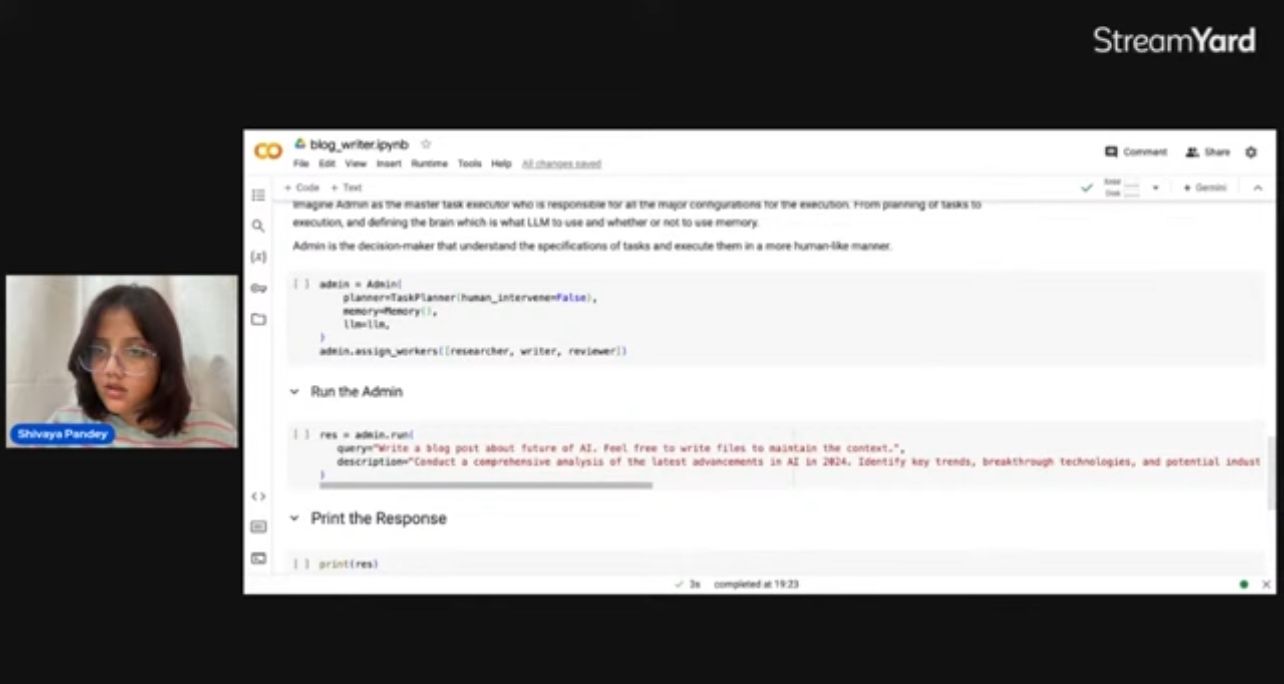 StreamYard
blog_writer.ipynb
File Edit View Insert Runtime Tools Help All changes saved
Comment Share
+ Code + Text
RAM
Disk
Gemini
Imagine Admin as the master task executor who is responsible for all the major configurations for the execution. From planning of tasks to
execution, and defining the brain which is what LLM to use and whether or not to use memory.
Admin is the decision-maker that understand the specifications of tasks and execute them in a more human-like manner.
[ ] admin = Admin(
planner=TaskPlanner(human_intervene=False),
memory=Memory(),
llm=llm,
)
admin.assign_workers([researcher, writer, reviewer])
Run the Admin
[ ] res = admin.run(
query="Write a blog post about future of AI. Feel free to write files to maintain the context.",
description="Conduct a comprehensive analysis of the latest advancements in AI in 2024. Identify key trends, breakthrough technologies, and potential indust
)
Print the Response
[ ] print(res)
3s completed at 19:23
Shivaya Pandey